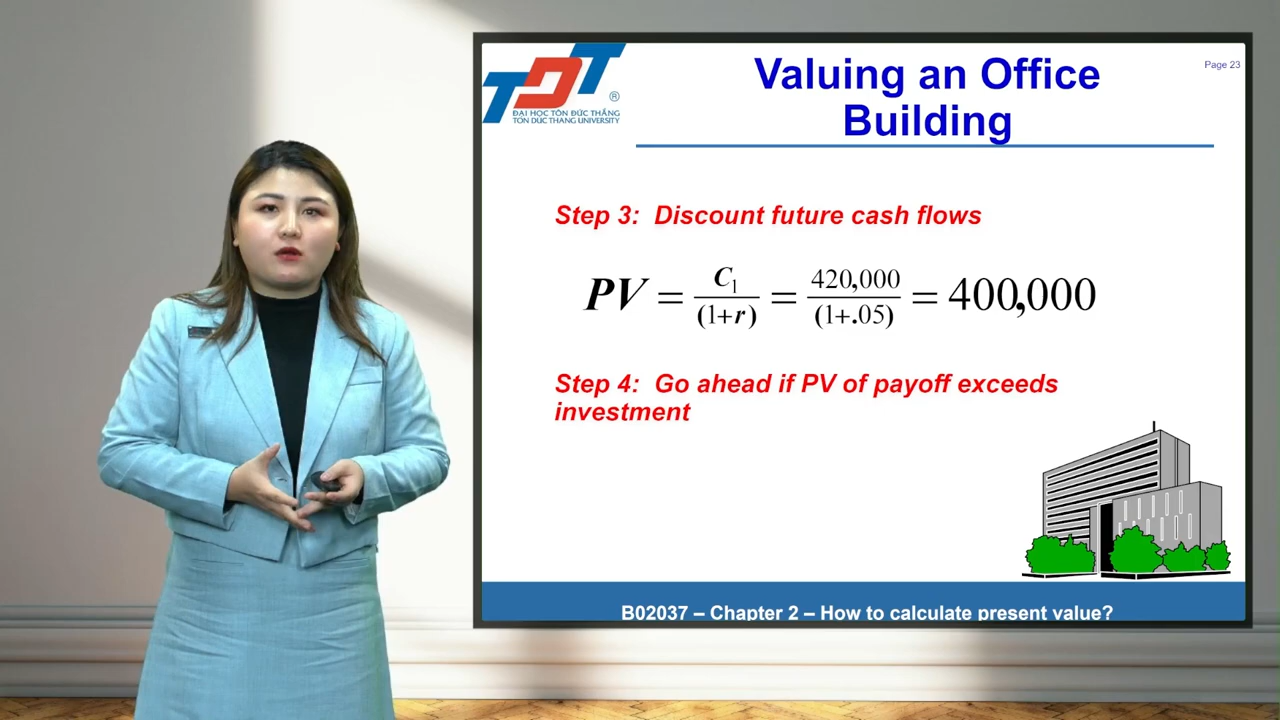 TDT
®
ĐẠI HỌC TÔN ĐỨC THẮNG
TON DUC THANG UNIVERSITY
Valuing an Office
Building
Page 23
Step 3: Discount future cash flows
PV = C₁/(1+r) = 420,000/(1+.05) = 400,000
Step 4: Go ahead if PV of payoff exceeds
investment
B02037 – Chapter 2 – How to calculate present value?